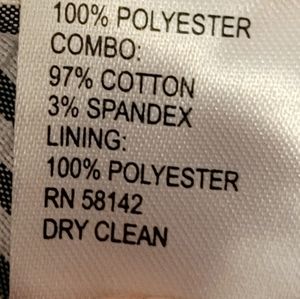 100% POLYESTER
COMBO:
97% COTTON
3% SPANDEX
LINING:
100% POLYESTER
RN 58142
DRY CLEAN